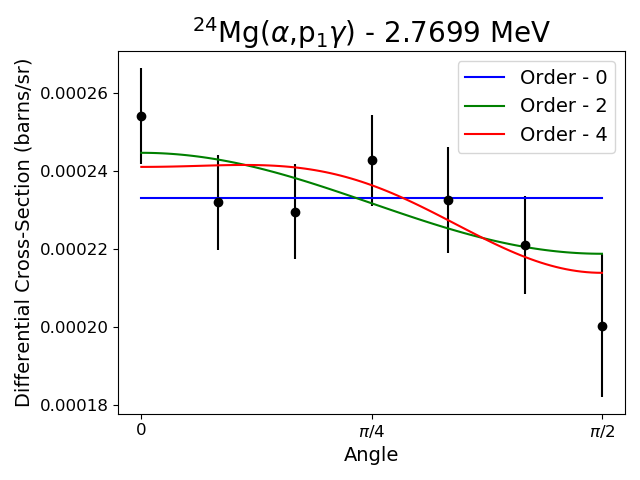 ²⁴Mg(α,p₁γ) - 2.7699 MeV
Order - 0
Order - 2
Order - 4
Differential Cross-Section (barns/sr)
0.00026
0.00024
0.00022
0.00020
0.00018
0
π/4
π/2
Angle